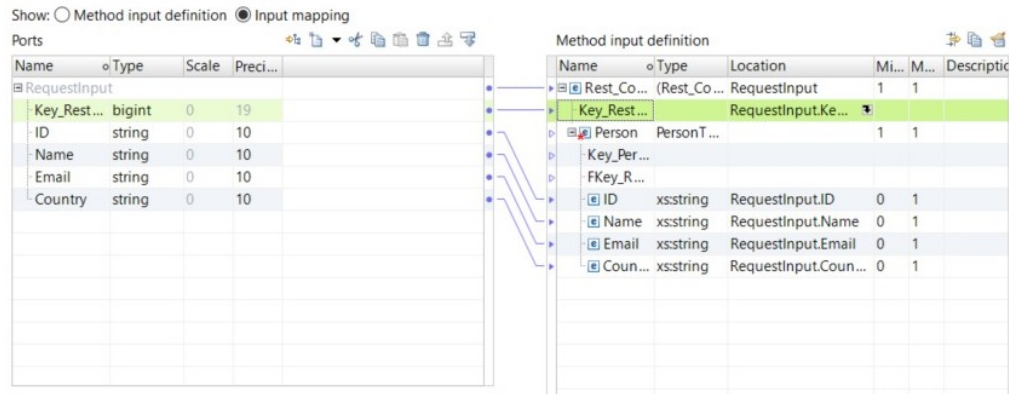 Show: Method input definition Input mapping
Ports
Name Type Scale Preci...
RequestInput
Key_Rest... bigint 0 19
ID string 0 10
Name string 0 10
Email string 0 10
Country string 0 10
Method input definition
Name Type Location Mi... M... Descriptic
Rest_Co... (Rest_Co... RequestInput 1 1
Key_Rest... RequestInput.Ke...
Person PersonT... 1 1
Key_Per...
FKey_R...
ID xs:string RequestInput.ID 0 1
Name xs:string RequestInput.Name 0 1
Email xs:string RequestInput.Email 0 1
Coun... xs:string RequestInput.Coun... 0 1